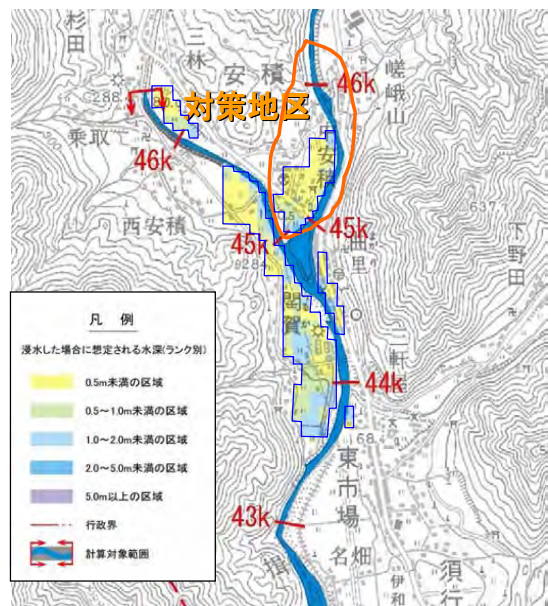 杉田
三林
安積
嵯峨山
288
対策地区
46k
乗取
46k
安積
西安積
45k
45k
曲里
下野田
284
閏賀
二軒家
44k
68
東市場
43k
名畑
伊和
須行
凡 例
浸水した場合に想定される水深(ランク別)
0.5m未満の区域
0.5～1.0m未満の区域
1.0～2.0m未満の区域
2.0～5.0m未満の区域
5.0m以上の区域
行政界
計算対象範囲